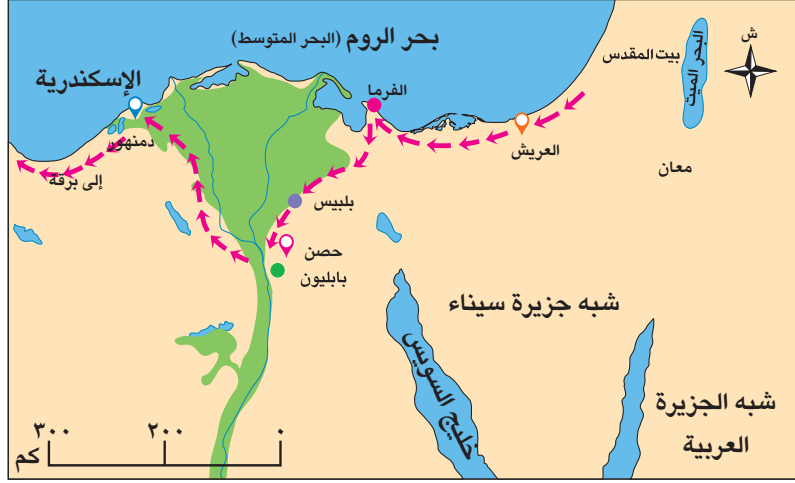 بحر الروم (البحر المتوسط)
ش
بيت المقدس
البحر الميت
الإسكندرية
الفرما
دمنهور
العريش
معان
إلى برقة
بلبيس
حصن
بابليون
شبه جزيرة سيناء
خليج السويس
شبه الجزيرة
العربية
٣٠٠ ٢٠٠ ٠
كم